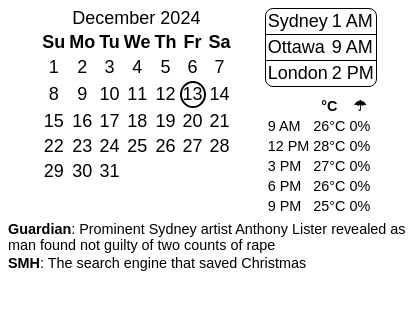 December 2024
Su Mo Tu We Th Fr Sa
1 2 3 4 5 6 7
8 9 10 11 12 13 14
15 16 17 18 19 20 21
22 23 24 25 26 27 28
29 30 31
Sydney 1 AM
Ottawa 9 AM
London 2 PM
°C ☂
9 AM 26°C 0%
12 PM 28°C 0%
3 PM 27°C 0%
6 PM 26°C 0%
9 PM 25°C 0%
Guardian: Prominent Sydney artist Anthony Lister revealed as
man found not guilty of two counts of rape
SMH: The search engine that saved Christmas